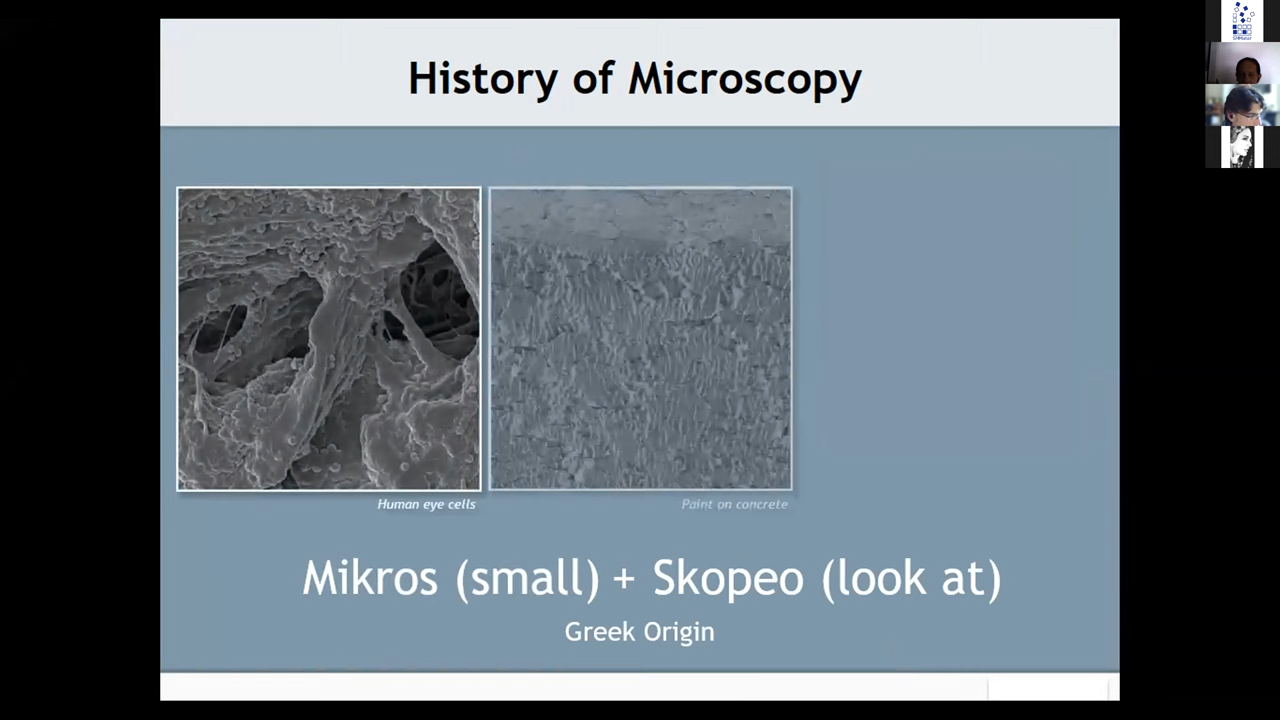 History of Microscopy
Human eye cells
Paint on concrete
Mikros (small) + Skopeo (look at)
Greek Origin